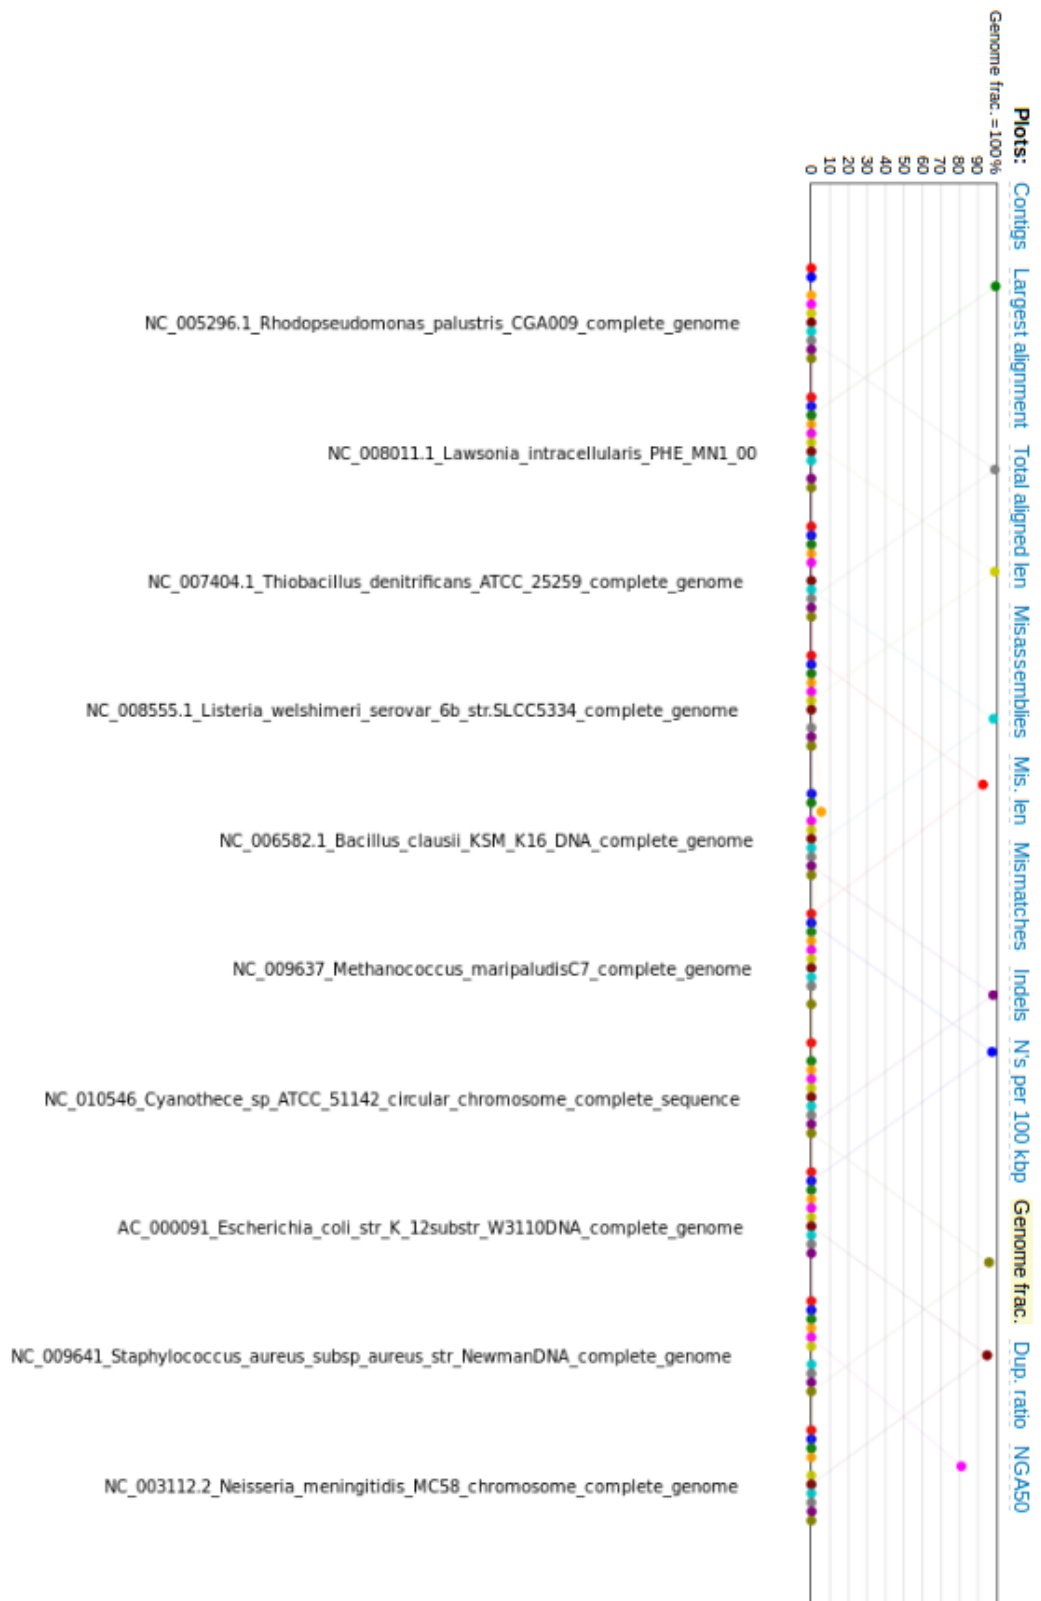 Plots: Contigs Largest alignment Total aligned len Misassemblies Mis. len Mismatches Indels N's per 100 kbp Genome frac. Dup. ratio NGA50
Genome frac. = 100%
90
80
70
60
50
40
30
20
10
0
NC_005296.1_Rhodopseudomonas_palustris_CGA009_complete_genome
NC_008011.1_Lawsonia_intracellularis_PHE_MN1_00
NC_007404.1_Thiobacillus_denitrificans_ATCC_25259_complete_genome
NC_008555.1_Listeria_welshimeri_serovar_6b_str.SLCC5334_complete_genome
NC_006582.1_Bacillus_clausii_KSM_K16_DNA_complete_genome
NC_009637_Methanococcus_maripaludisC7_complete_genome
NC_010546_Cyanothece_sp_ATCC_51142_circular_chromosome_complete_sequence
AC_000091_Escherichia_coli_str_K_12substr_W3110DNA_complete_genome
NC_009641_Staphylococcus_aureus_subsp_aureus_str_NewmanDNA_complete_genome
NC_003112.2_Neisseria_meningitidis_MC58_chromosome_complete_genome